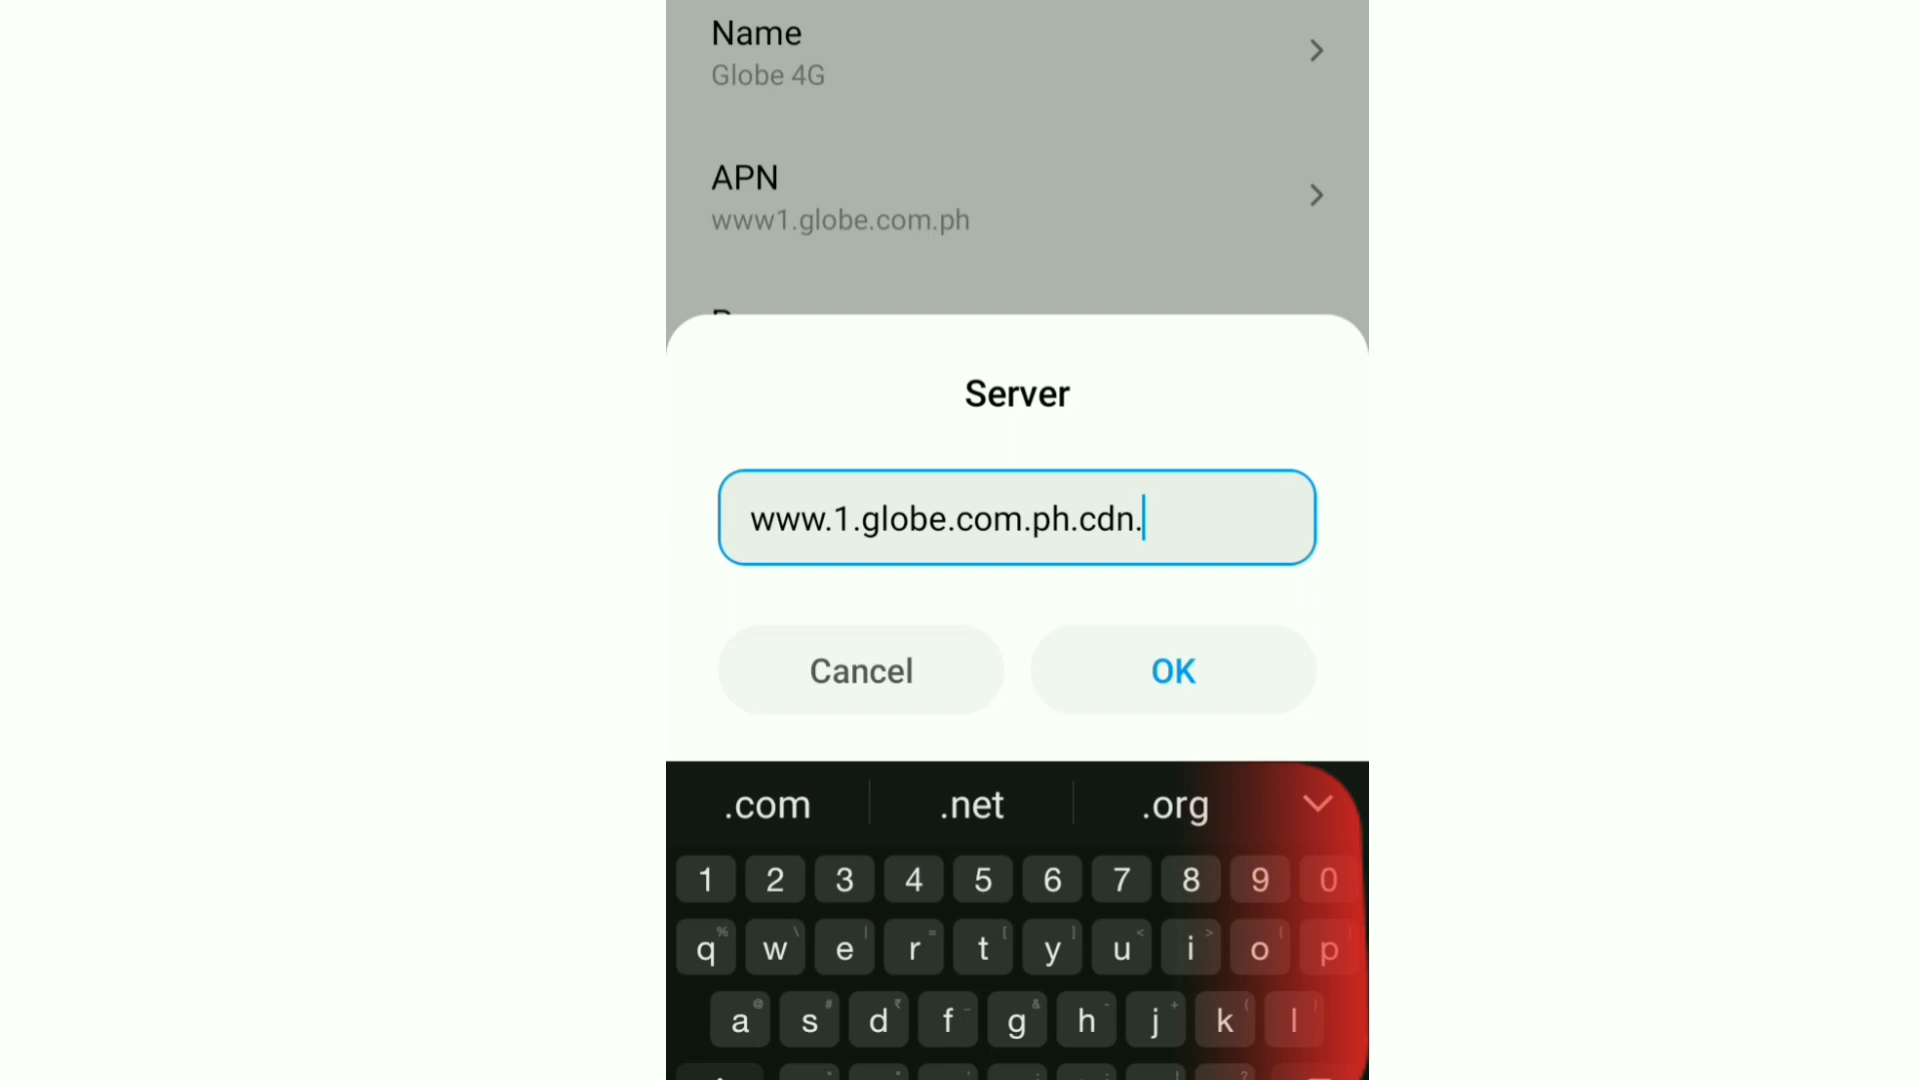 Name
Globe 4G
APN
www1.globe.com.ph
Server
www.1.globe.com.ph.cdn.
Cancel
OK
.com
.net
.org
1 2 3 4 5 6 7 8 9 0
q w e r t y u i o p
a s d f g h j k l